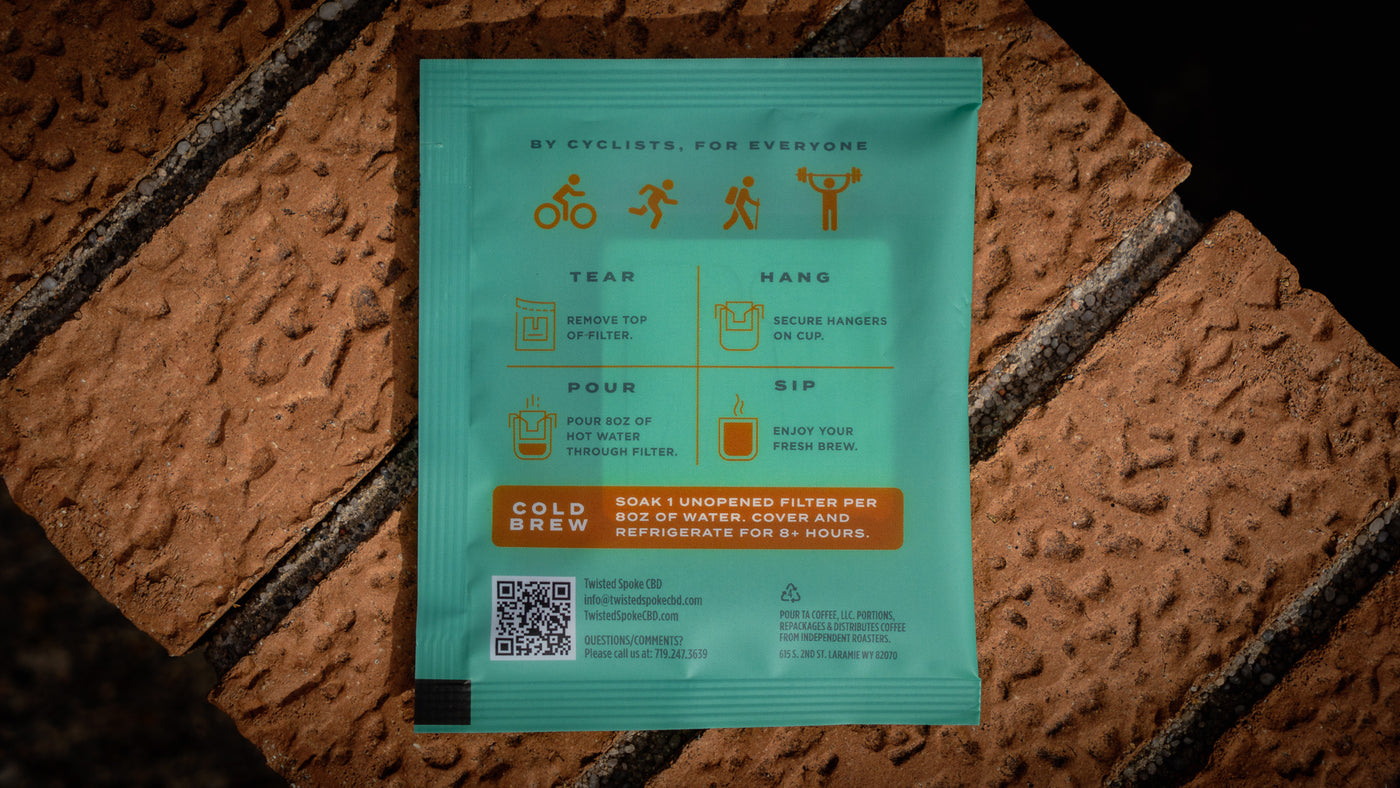 BY CYCLISTS, FOR EVERYONE
TEAR
REMOVE TOP
OF FILTER.
HANG
SECURE HANGERS
ON CUP.
POUR
POUR 8OZ OF
HOT WATER
THROUGH FILTER.
SIP
ENJOY YOUR
FRESH BREW.
COLD
BREW
SOAK 1 UNOPENED FILTER PER
8OZ OF WATER. COVER AND
REFRIGERATE FOR 8+ HOURS.
Twisted Spoke CBD
info@twistedspokecbd.com
TwistedSpokeCBD.com
QUESTIONS/COMMENTS?
Please call us at: 719.247.3639
4
POUR TA COFFEE, LLC. PORTIONS,
REPACKAGES & DISTRIBUTES COFFEE
FROM INDEPENDENT ROASTERS.
615 S. 2ND ST. LARAMIE WY 82070